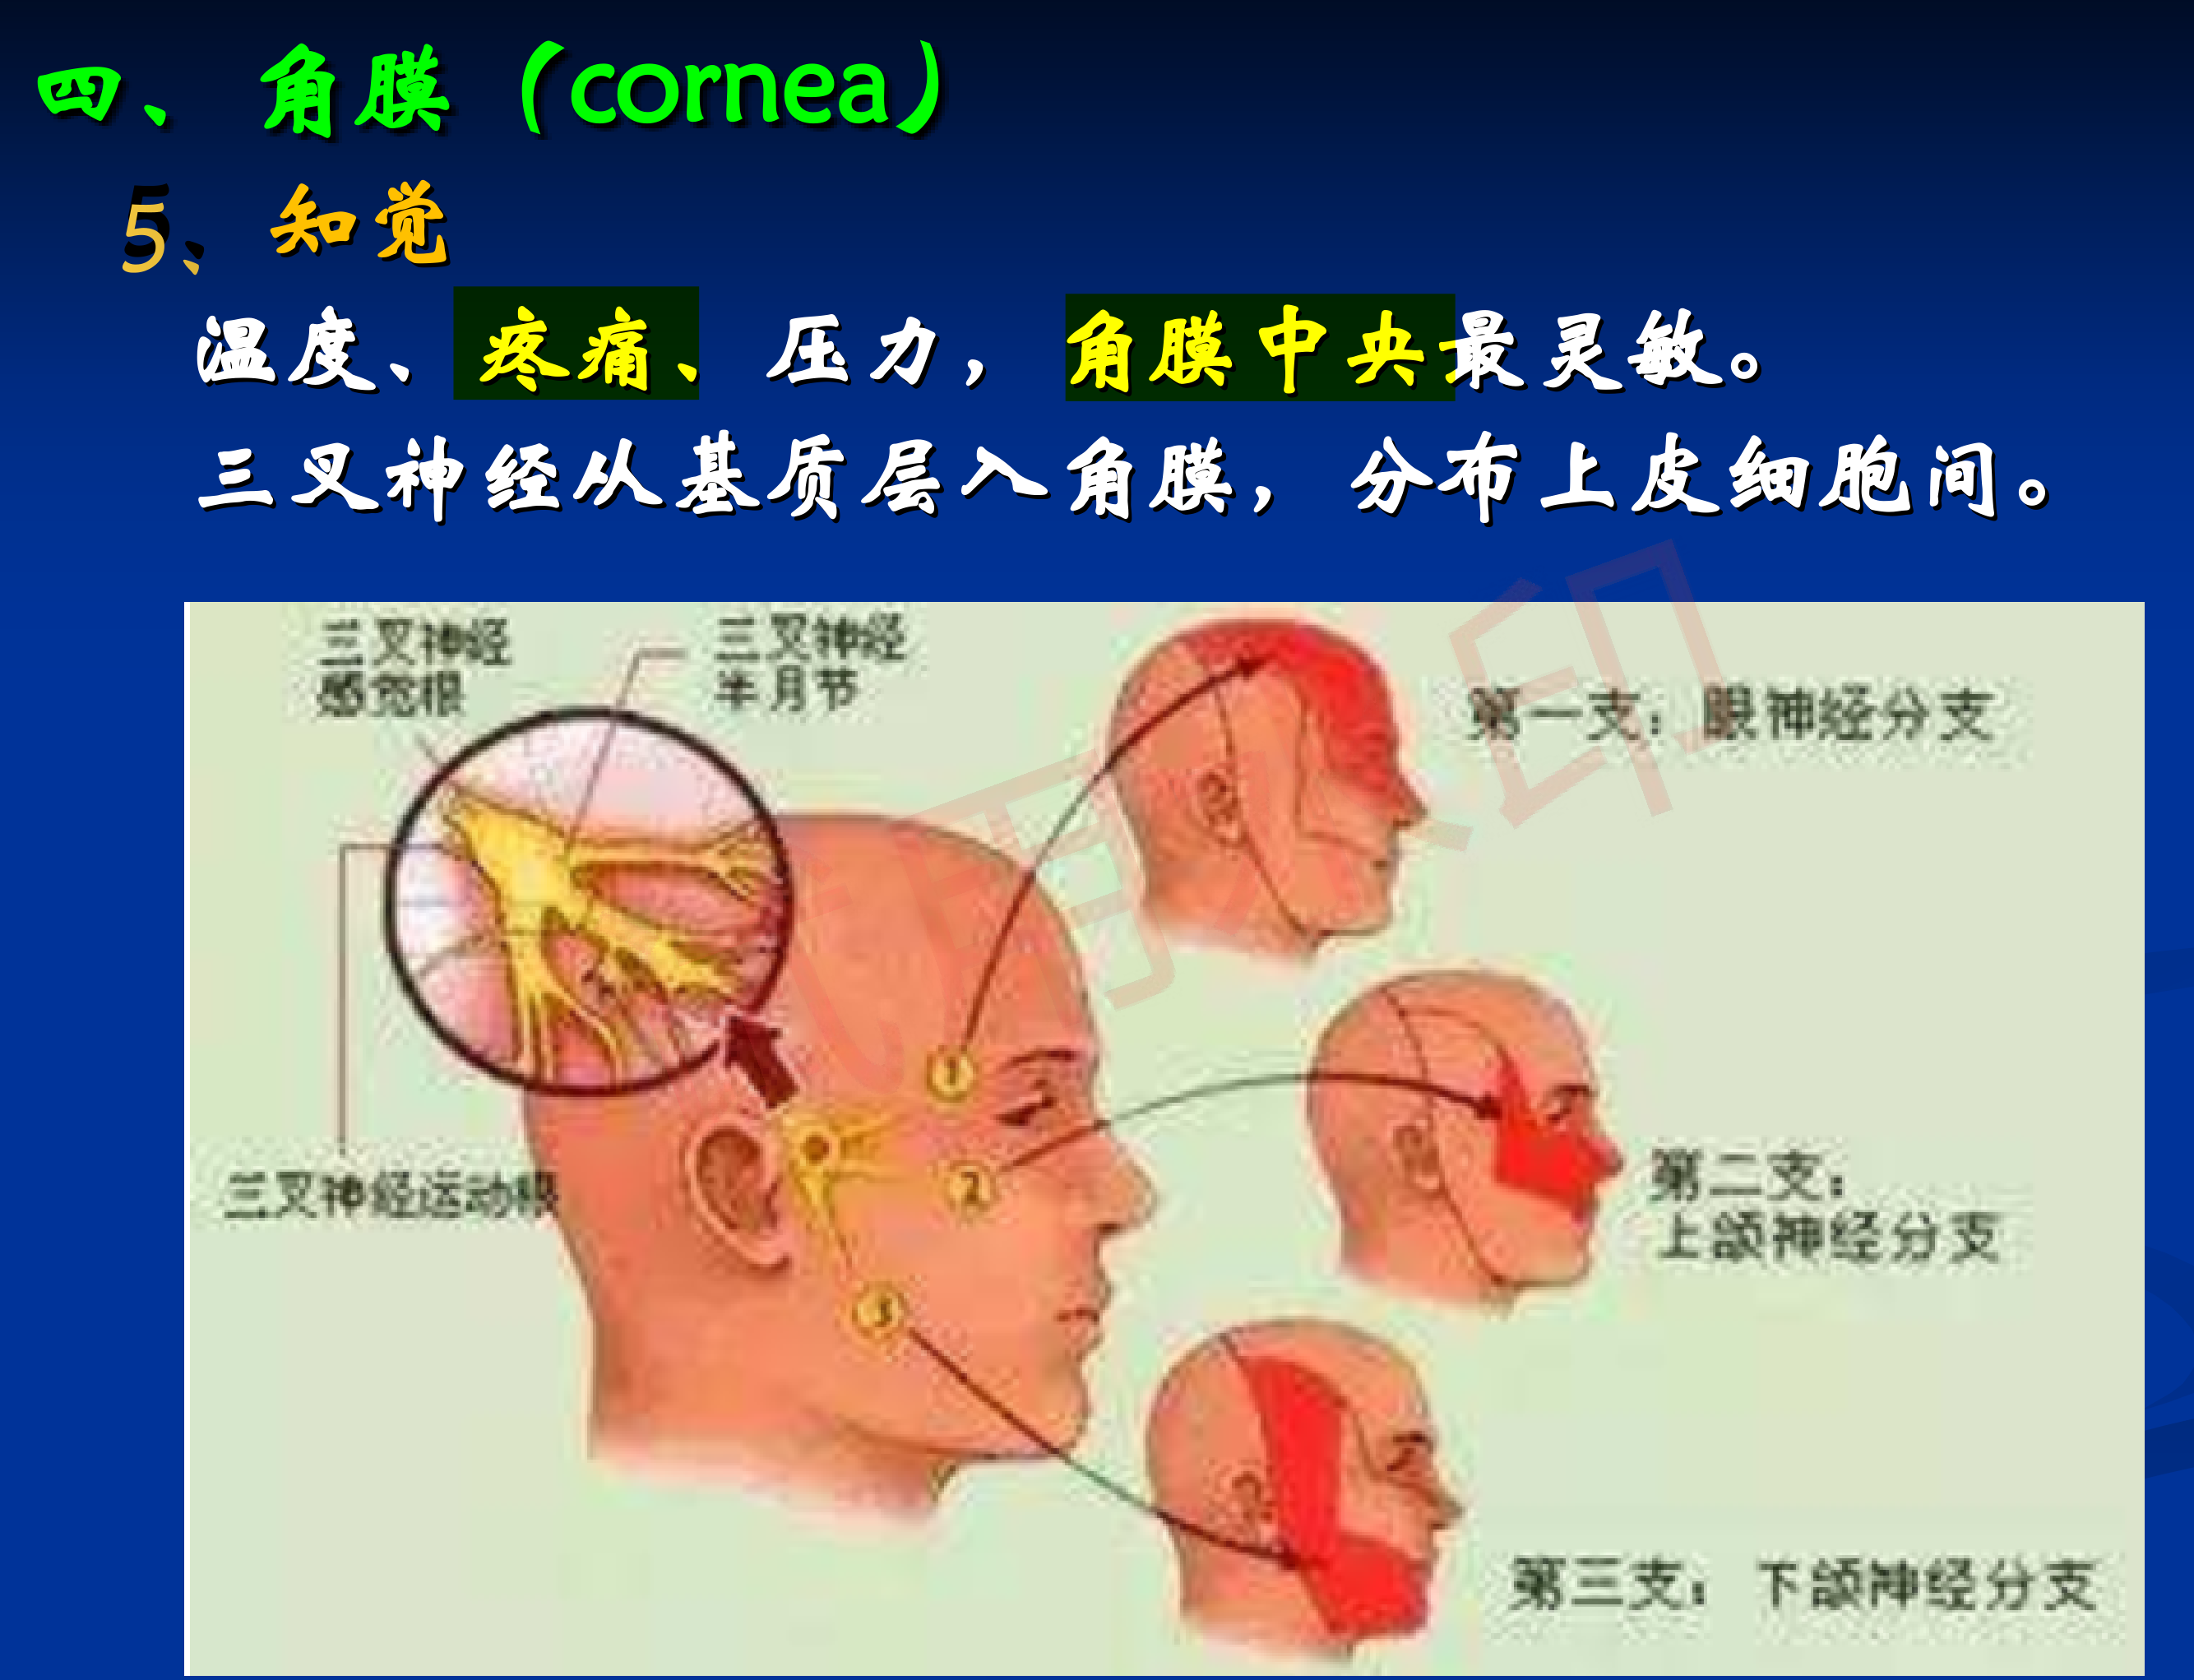 四、角膜（cornea）
5、知觉
温度、疼痛、压力，角膜中央最灵敏。
三叉神经从基质层入角膜，分布上皮细胞间。
三叉神经
感觉根
三叉神经
半月节
第一支：眼神经分支
1
2
三叉神经运动根
第二支：
上颌神经分支
3
第三支：下颌神经分支
用水印